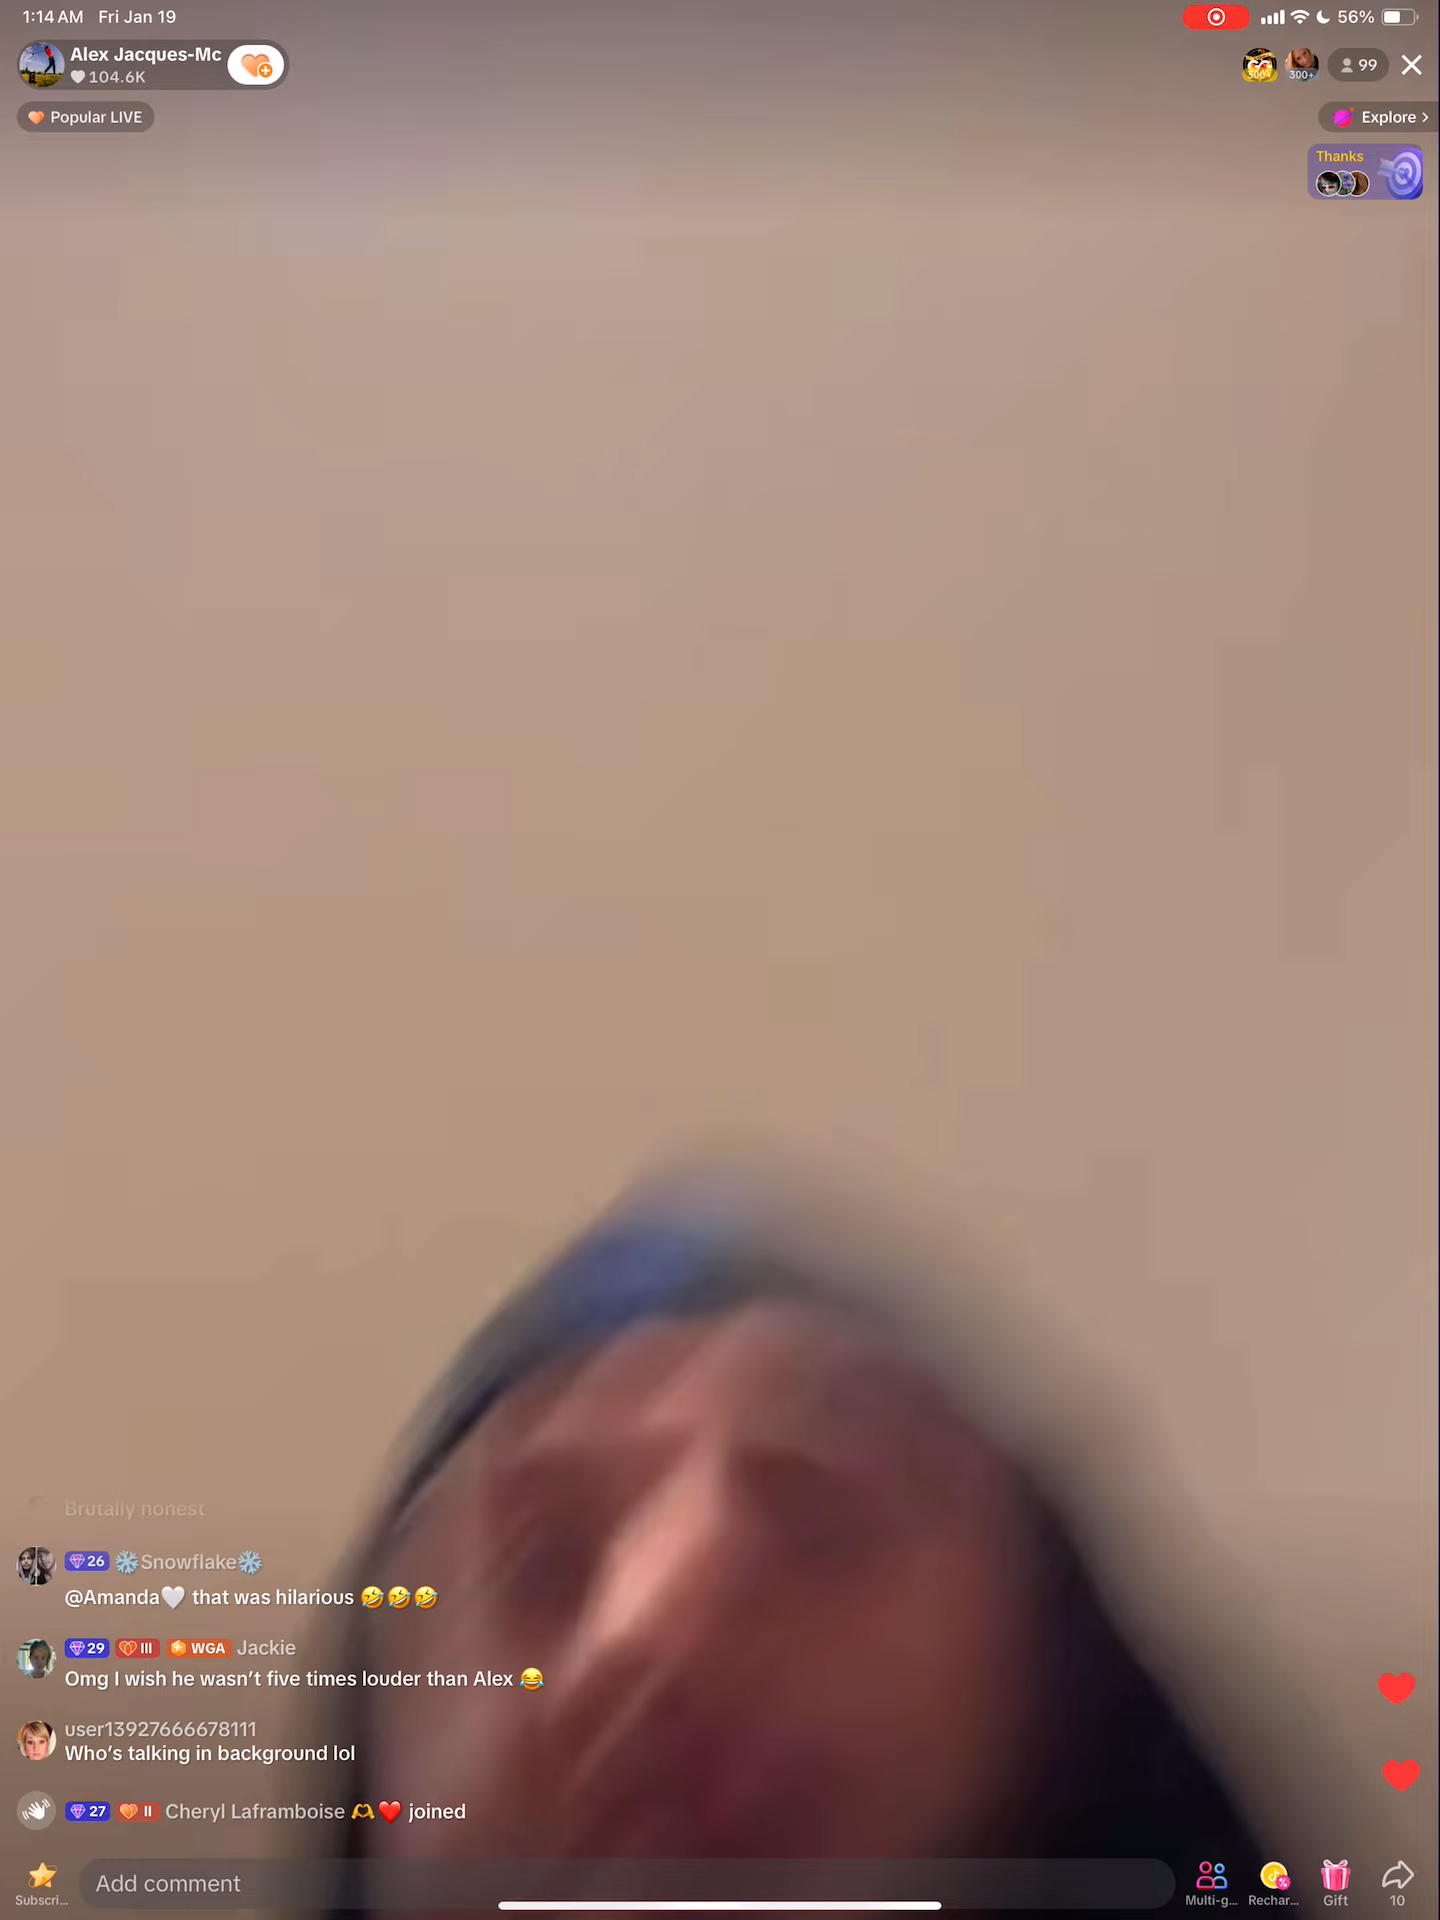 1:14 AM Fri Jan 19
56%
Alex Jacques-Mc
104.6K
300+
300+
99
Popular LIVE
Explore >
Thanks
Brutally honest
26 ❄️Snowflake❄️
@Amanda🤍 that was hilarious 🤣🤣🤣
29 III WGA Jackie
Omg I wish he wasn't five times louder than Alex 😂
user13927666678111
Who's talking in background lol
27 II Cheryl Laframboise 🫶❤️ joined
Add comment
Subscri...
Multi-g...
Rechar...
Gift
10